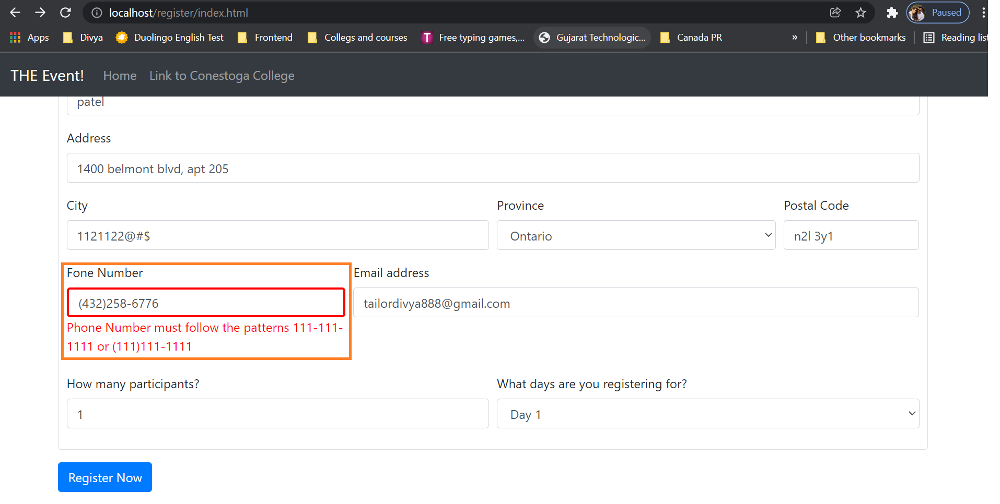 localhost/register/index.html
Paused
Apps
Divya
Duolingo English Test
Frontend
Collegs and courses
T
Free typing games,...
Gujarat Technologic...
Canada PR
»
Other bookmarks
Reading list
THE Event!
Home
Link to Conestoga College
patel
Address
1400 belmont blvd, apt 205
City
Province
Postal Code
1121122@#$
Ontario
n2l 3y1
Fone Number
Email address
(432)258-6776
tailordivya888@gmail.com
Phone Number must follow the patterns 111-111-
1111 or (111)111-1111
How many participants?
What days are you registering for?
1
Day 1
Register Now